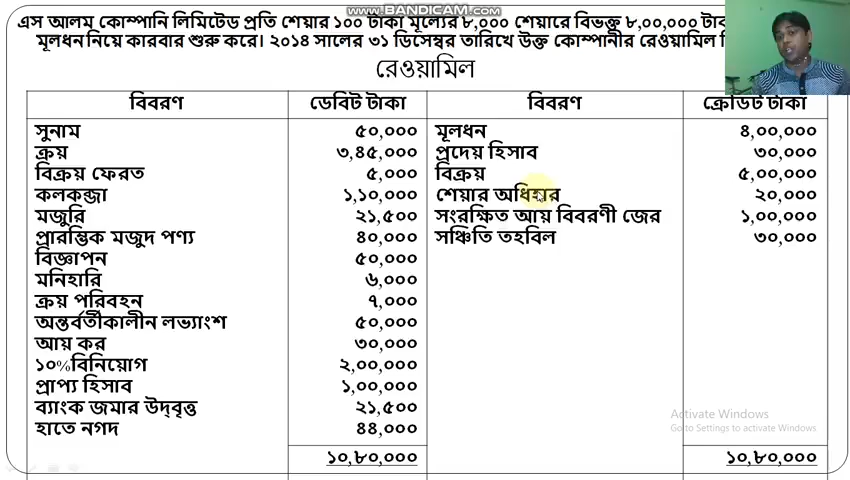 WWW.BANDICAM.COM
এস আলম কোম্পানি লিমিটেড প্রতি শেয়ার ১০০ টাকা মূল্যের ৮,০০০ শেয়ারে বিভক্ত ৮,০০,০০০ টাকা
মূলধন নিয়ে কারবার শুরু করে। ২০১৪ সালের ৩১ ডিসেম্বর তারিখে উক্ত কোম্পানীর রেওয়ামিল
রেওয়ামিল
বিবরণ ডেবিট টাকা বিবরণ ক্রেডিট টাকা
সুনাম ৫০,০০০ মূলধন ৪,০০,০০০
ক্রয় ৩,৪৫,০০০ প্রদেয় হিসাব ৩০,০০০
বিক্রয় ফেরত ৫,০০০ বিক্রয় ৫,০০,০০০
কলকব্জা ১,১০,০০০ শেয়ার অধিহার ২০,০০০
মজুরি ২১,৫০০ সংরক্ষিত আয় বিবরণী জের ১,০০,০০০
প্রারম্ভিক মজুদ পণ্য ৪০,০০০ সঞ্চিতি তহবিল ৩০,০০০
বিজ্ঞাপন ৫০,০০০
মনিহারি ৬,০০০
ক্রয় পরিবহন ৭,০০০
অন্তর্বর্তীকালীন লভ্যাংশ ৫০,০০০
আয় কর ৩০,০০০
১০%বিনিয়োগ ২,০০,০০০
প্রাপ্য হিসাব ১,০০,০০০
ব্যাংক জমার উদ্বৃত্ত ২১,৫০০
হাতে নগদ ৪৪,০০০
১০,৮০,০০০ ১০,৮০,০০০
Activate Windows
Go to Settings to activate Windows